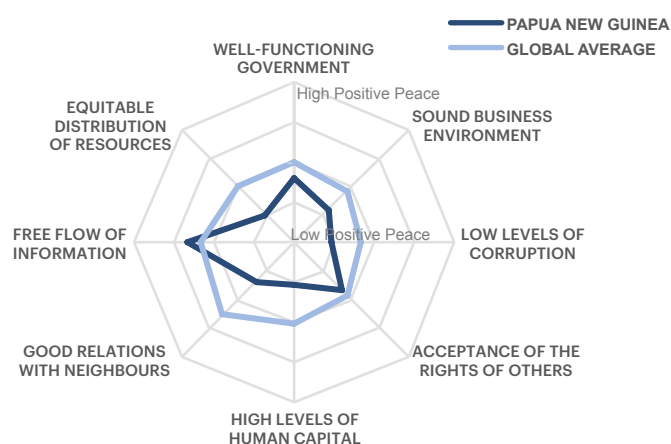 PAPUA NEW GUINEA
GLOBAL AVERAGE
WELL-FUNCTIONING
GOVERNMENT
High Positive Peace
SOUND BUSINESS
ENVIRONMENT
EQUITABLE
DISTRIBUTION
OF RESOURCES
FREE FLOW OF
INFORMATION
Low Positive Peace
LOW LEVELS OF
CORRUPTION
GOOD RELATIONS
WITH NEIGHBOURS
ACCEPTANCE OF THE
RIGHTS OF OTHERS
HIGH LEVELS OF
HUMAN CAPITAL